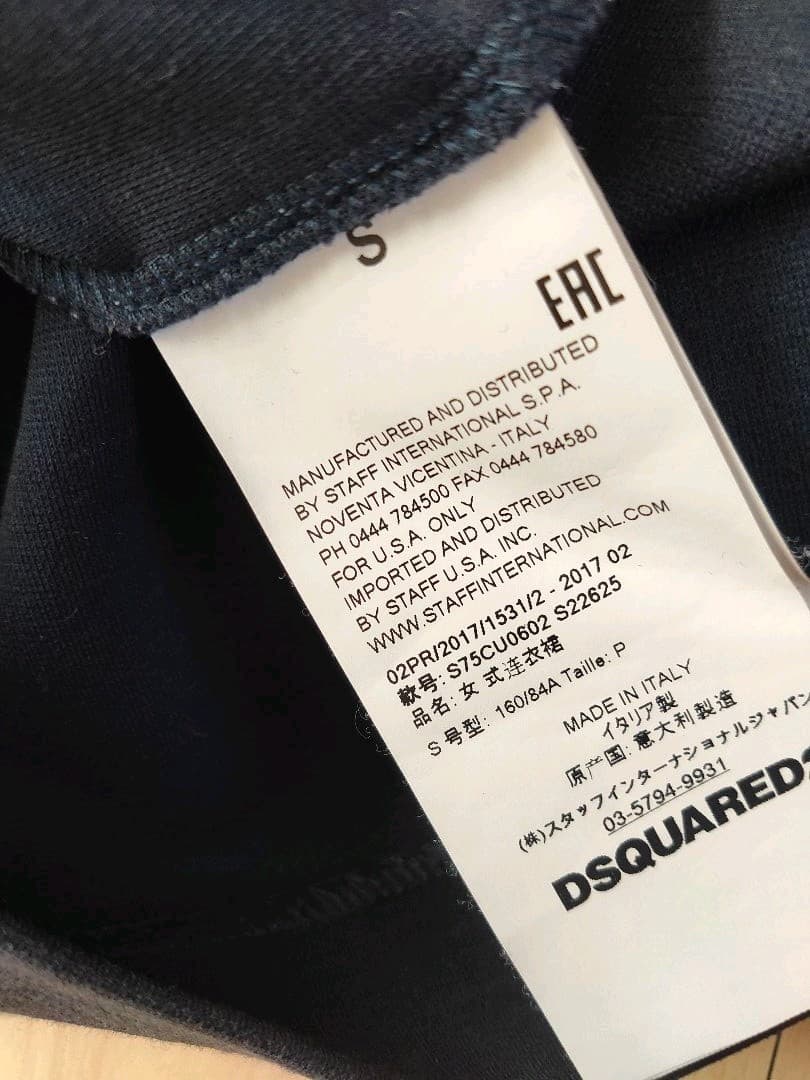 S
EAC
MANUFACTURED AND DISTRIBUTED
BY STAFF INTERNATIONAL S.P.A.
NOVENTA VICENTINA - ITALY
PH 0444 784500 FAX 0444 784580
FOR U.S.A. ONLY
IMPORTED AND DISTRIBUTED
BY STAFF U.S.A. INC.
WWW.STAFFINTERNATIONAL.COM
02PR/2017/1531/2 - 2017 02
款号: S75CU0602 S22625
品名: 女 式连衣裙
S 号型: 160/84A Taille: P
MADE IN ITALY
イタリア製
原产国: 意大利製造
(株)スタッフインターナショナルジャパン
03-5794-9931
DSQUARED2